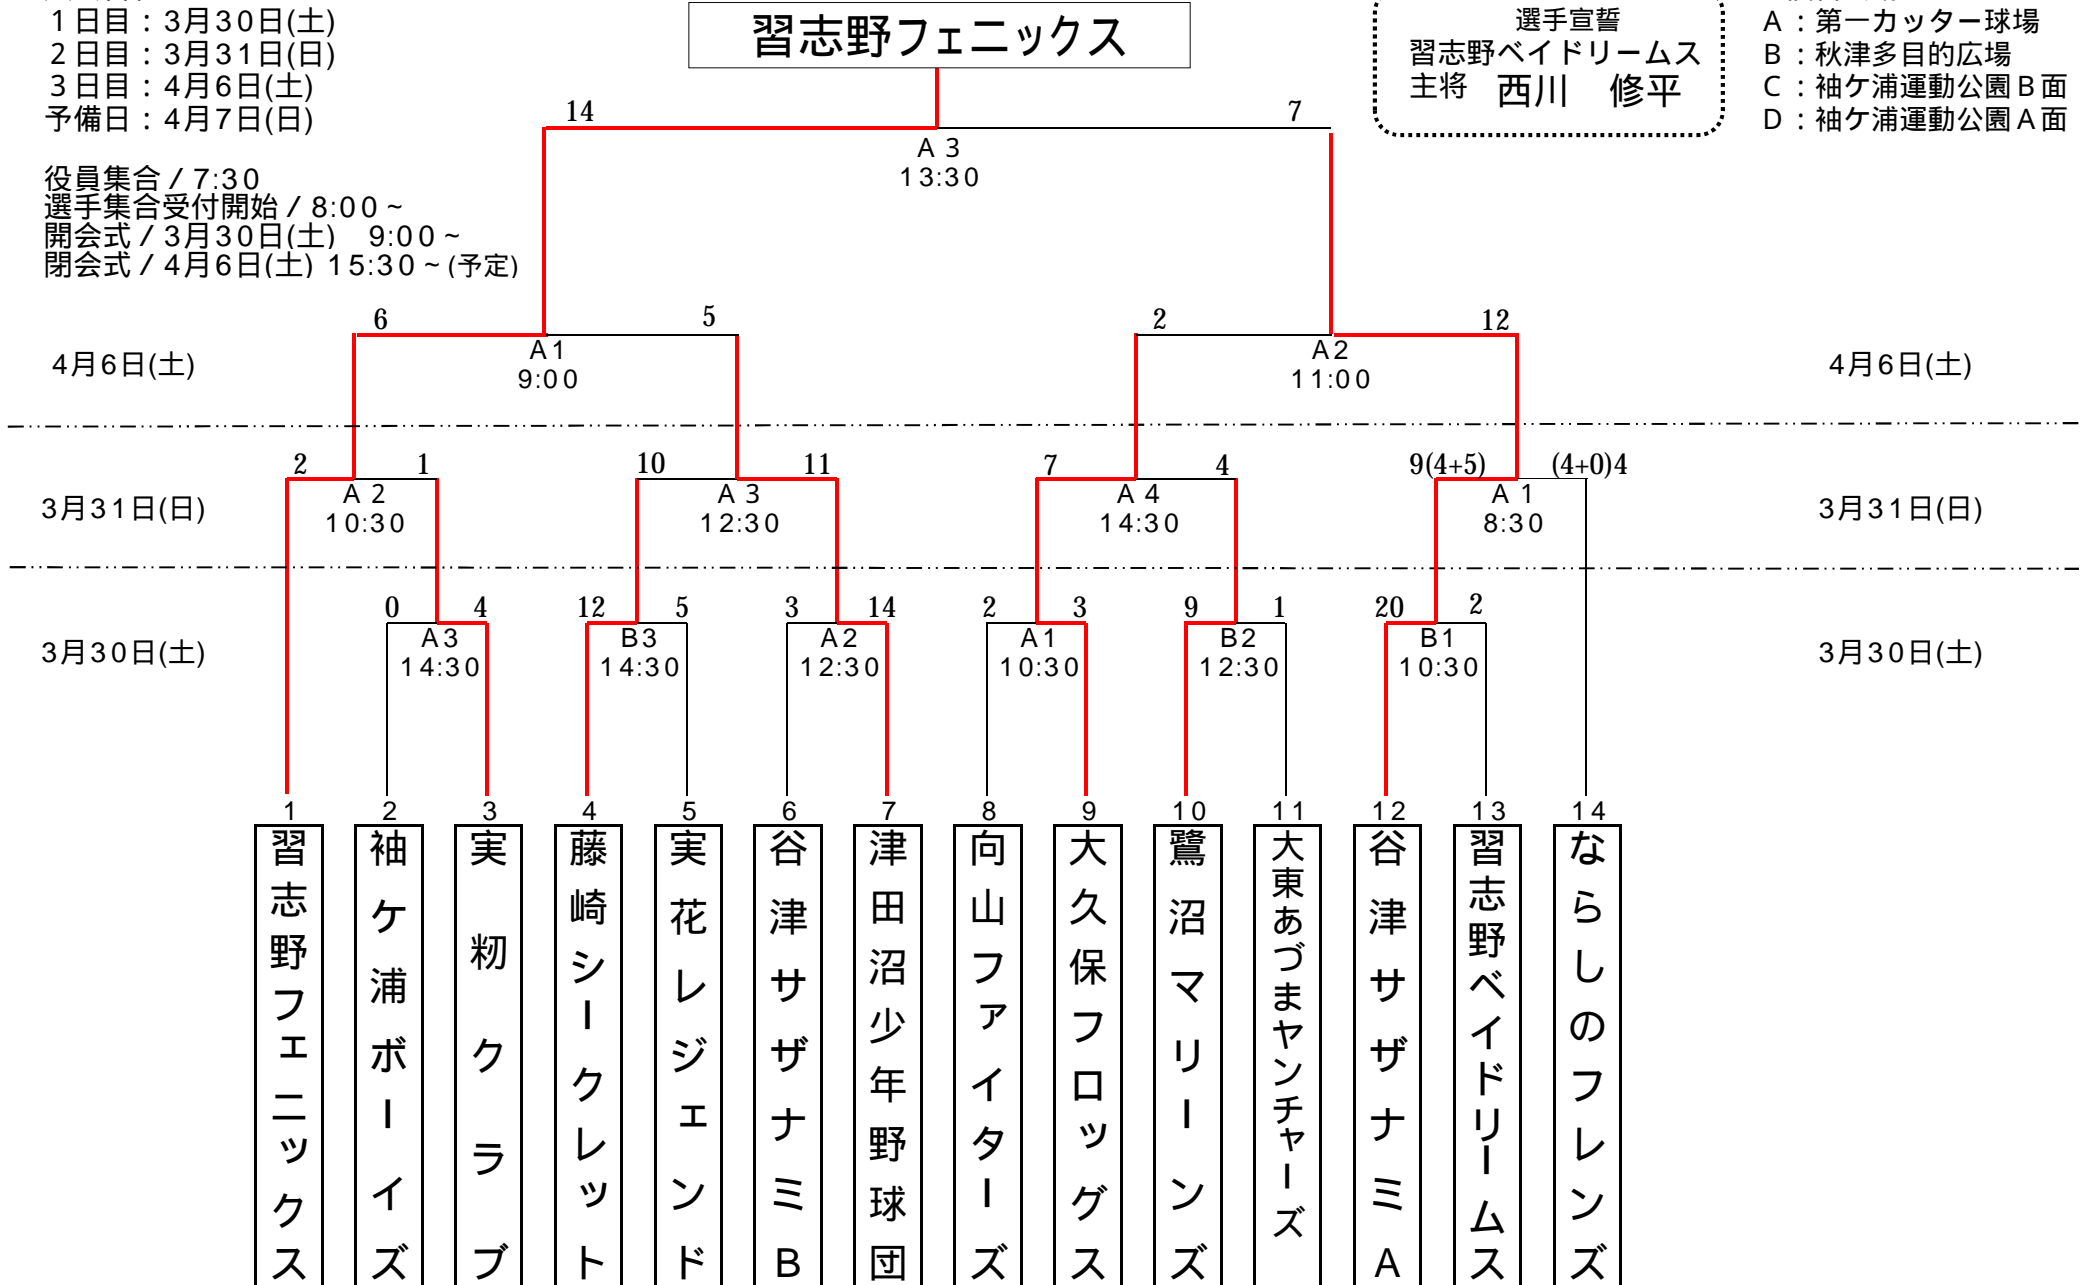 1日目：3月30日(土)
2日目：3月31日(日)
3日目：4月6日(土)
予備日：4月7日(日)
役員集合 / 7:30
選手集合受付開始 / 8:00 ~
開会式 / 3月30日(土)　9:00 ~
閉会式 / 4月6日(土) 15:30 ~ (予定)
習志野フェニックス
選手宣誓
習志野ベイドリームス
主将　西川　修平
A：第一カッター球場
B：秋津多目的広場
C：袖ケ浦運動公園B面
D：袖ケ浦運動公園A面
14
7
A 3
13:30
6
5
2
12
4月6日(土)
A1
9:00
A2
11:00
4月6日(土)
2
1
10
11
7
4
9(4+5)
(4+0)4
3月31日(日)
A 2
10:30
A 3
12:30
A 4
14:30
A 1
8:30
3月31日(日)
0
4
12
5
3
14
2
3
9
1
20
2
3月30日(土)
A3
14:30
B3
14:30
A2
12:30
A1
10:30
B2
12:30
B1
10:30
3月30日(土)
1
習志野フェニックス
2
袖ケ浦ボーイズ
3
実籾クラブ
4
藤崎シークレット
5
実花レジェンド
6
谷津サザナミB
7
津田沼少年野球団
8
向山ファイターズ
9
大久保フロッグス
10
鷺沼マリーンズ
11
大東あづまヤンチャーズ
12
谷津サザナミA
13
習志野ベイドリームス
14
ならしのフレンズ